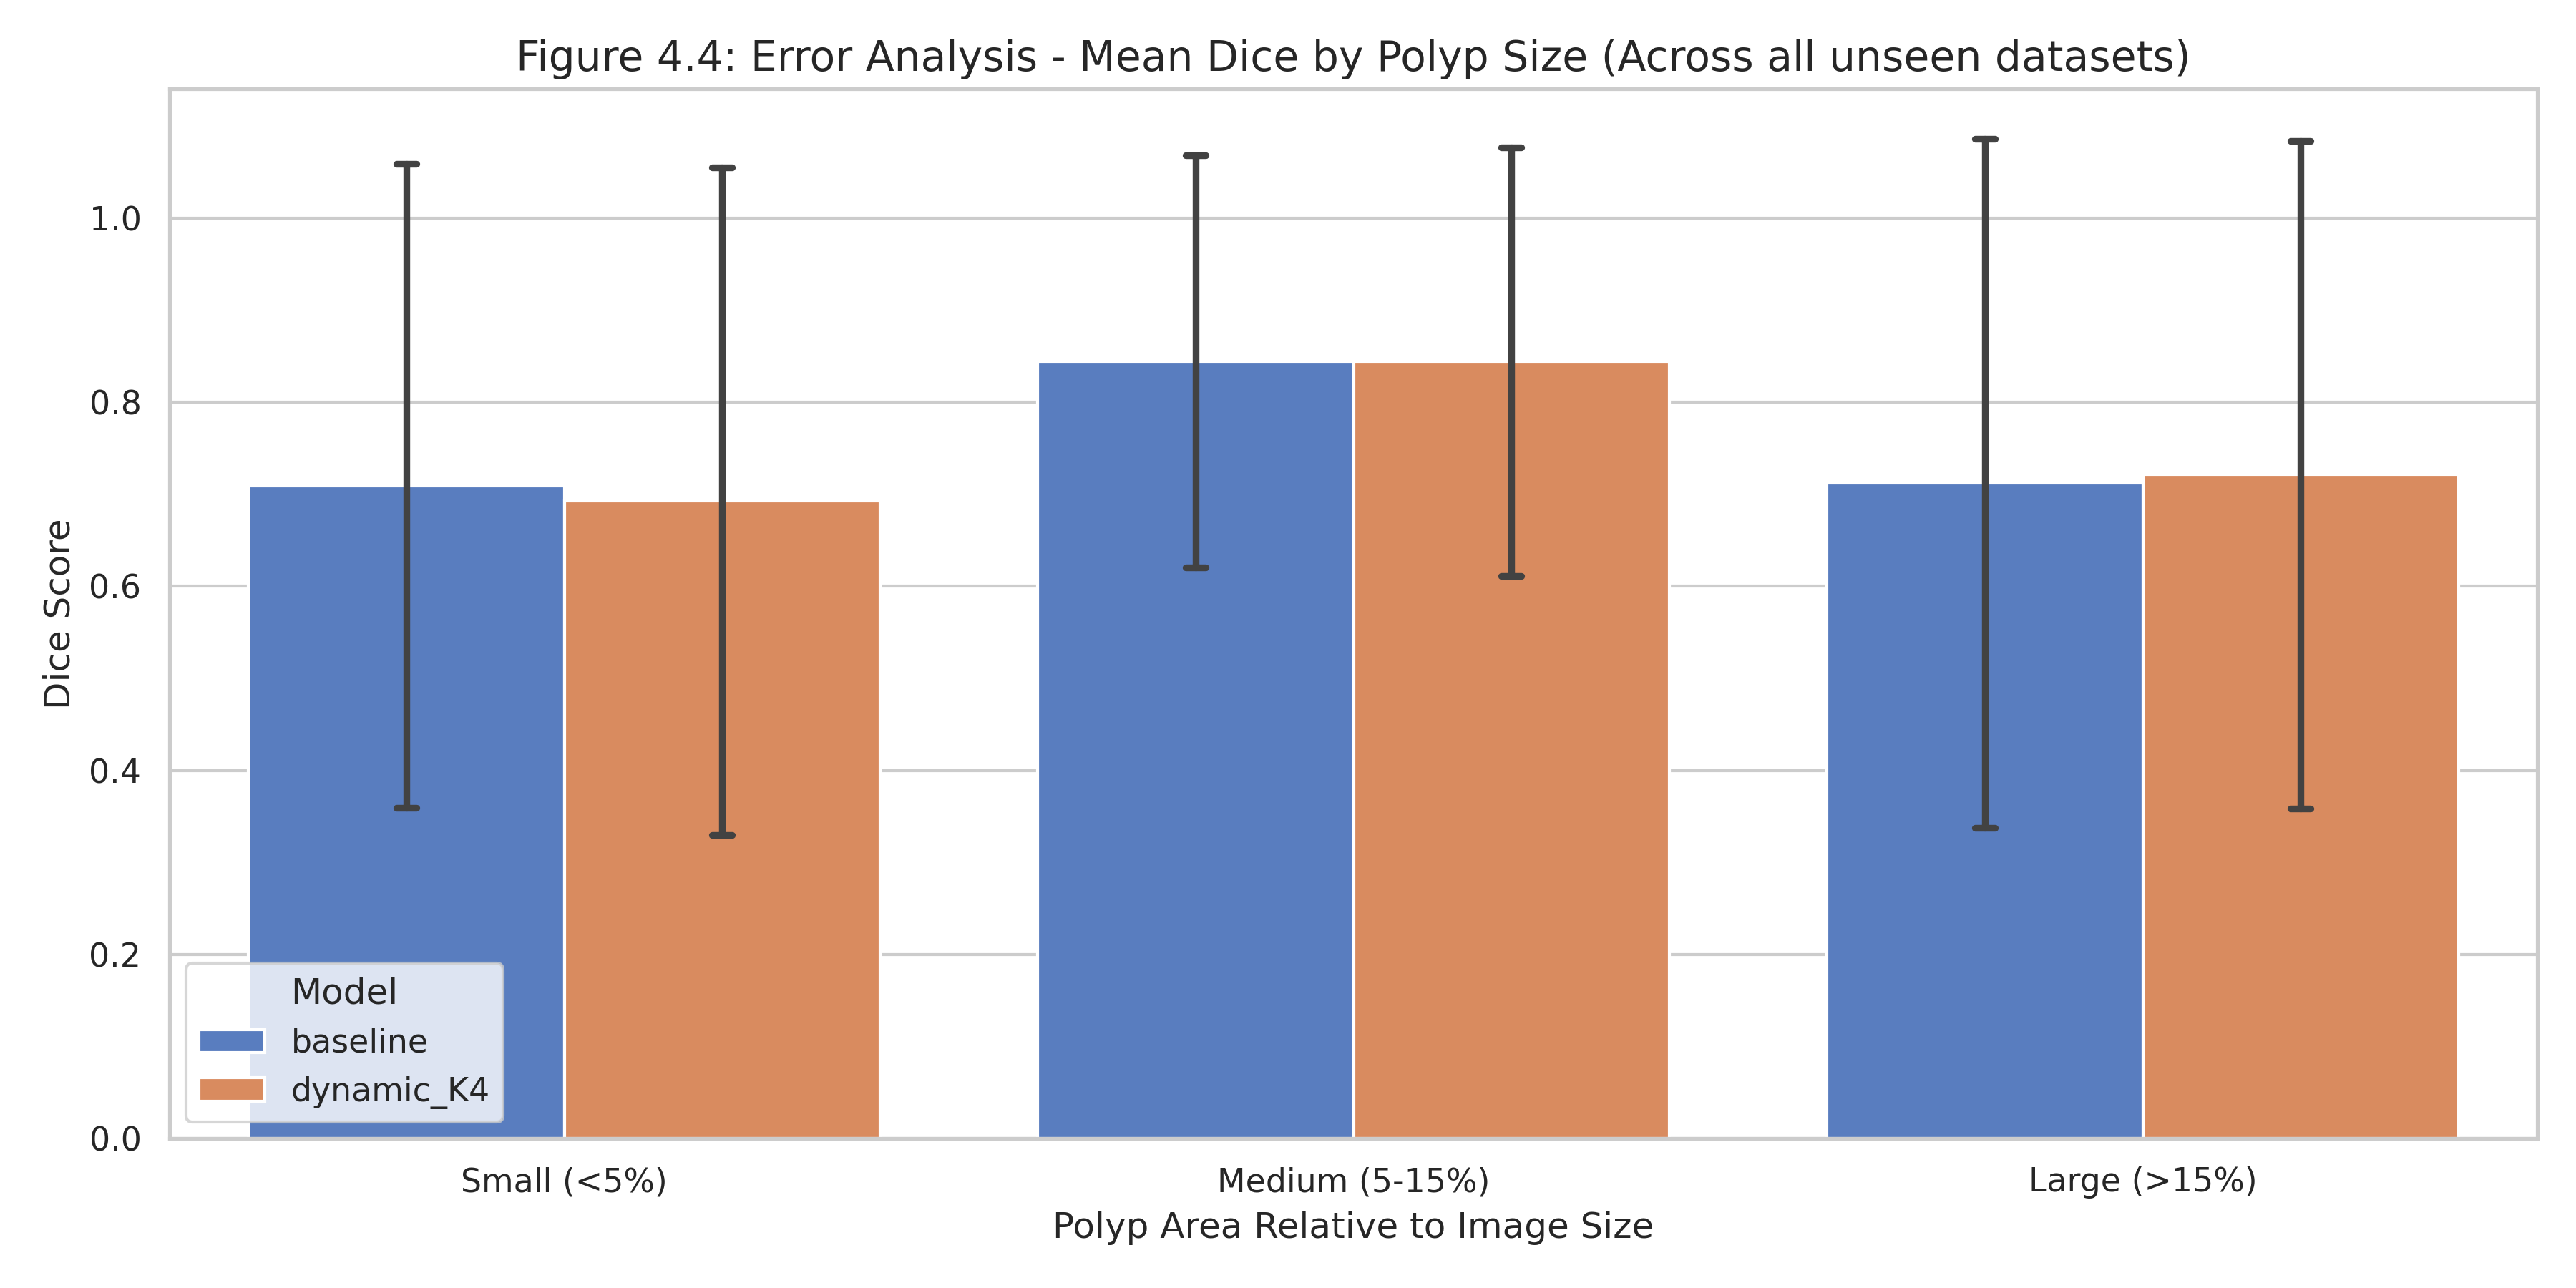 Figure 4.4: Error Analysis - Mean Dice by Polyp Size (Across all unseen datasets)
Dice Score
1.0
0.8
0.6
0.4
0.2
0.0
Model
baseline
dynamic_K4
Small (<5%)
Medium (5-15%)
Large (>15%)
Polyp Area Relative to Image Size